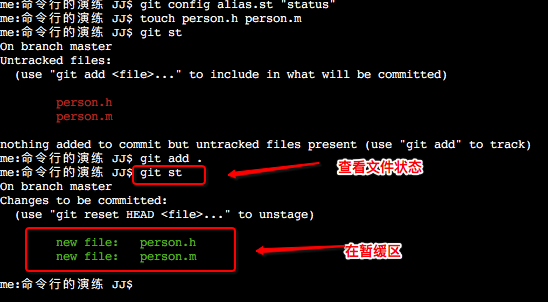 me:命令行的演练 JJ$ git config alias.st "status"
me:命令行的演练 JJ$ touch person.h person.m
me:命令行的演练 JJ$ git st
On branch master
Untracked files:
  (use "git add <file>..." to include in what will be committed)
        person.h
        person.m
nothing added to commit but untracked files present (use "git add" to track)
me:命令行的演练 JJ$ git add .
me:命令行的演练 JJ$ git st
查看文件状态
On branch master
Changes to be committed:
  (use "git reset HEAD <file>..." to unstage)
        new file:   person.h
        new file:   person.m
在暂缓区
me:命令行的演练 JJ$